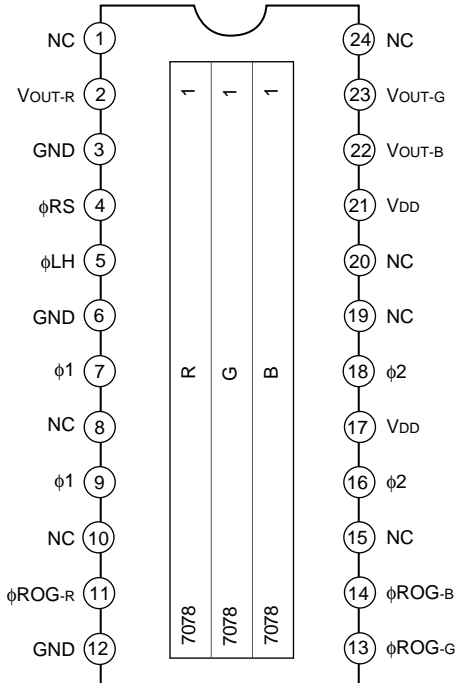 NC 1 24 NC
VOUT-R 2 1 1 1 23 VOUT-G
GND 3 22 VOUT-B
ϕRS 4 21 VDD
ϕLH 5 20 NC
GND 6 19 NC
ϕ1 7 R G B 18 ϕ2
NC 8 17 VDD
ϕ1 9 16 ϕ2
NC 10 15 NC
ϕROG-R 11 7078 7078 7078 14 ϕROG-B
GND 12 13 ϕROG-G